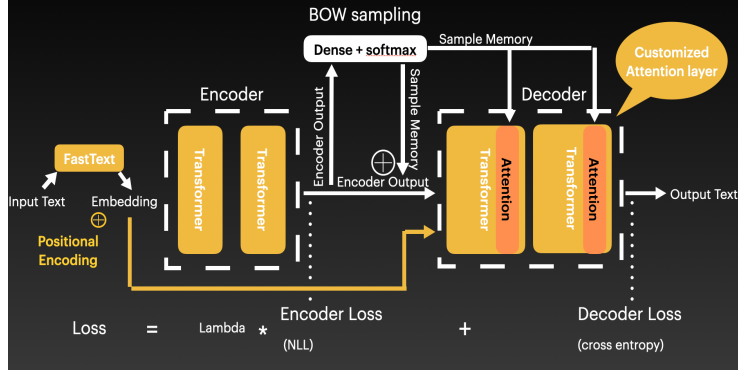 BOW sampling
Dense + softmax
Sample Memory
Customized
Attention layer
Encoder
Decoder
Encoder Output
Sample Memory
FastText
Transformer
Transformer
Transformer
Attention
Transformer
Attention
Input Text
Embedding
Encoder Output
Output Text
Positional
Encoding
Loss
=
Lambda
*
Encoder Loss
(NLL)
+
Decoder Loss
(cross entropy)